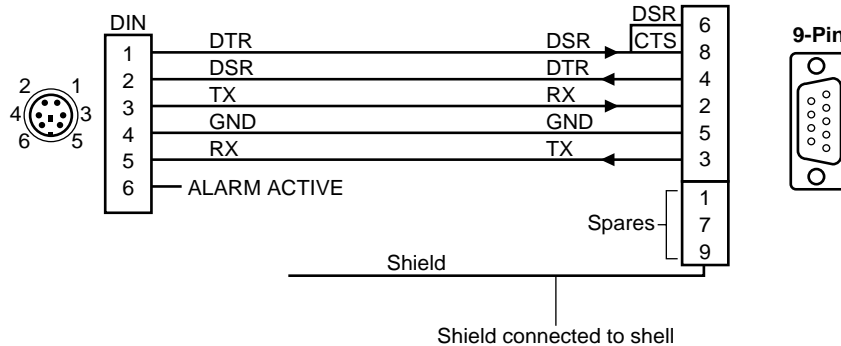 DIN
DSR 6
9-Pin
1 DTR DSR CTS 8
2 DSR DTR 4
3 TX RX 2
4 GND GND 5
5 RX TX 3
6 ALARM ACTIVE
2 1
4 3
6 5
1
Spares 7
9
Shield
Shield connected to shell